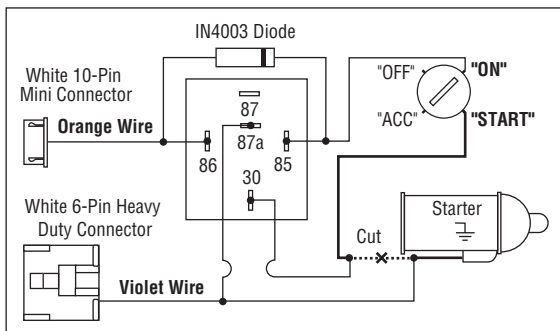 IN4003 Diode
White 10-Pin
Mini Connector
Orange Wire
"OFF"
"ON"
"ACC"
"START"
87
87a
86
85
30
White 6-Pin Heavy
Duty Connector
Violet Wire
Cut
Starter